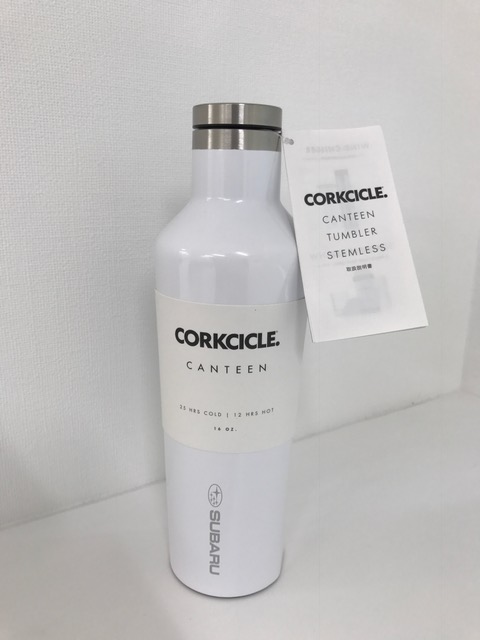 CORKCICLE.
CANTEEN
TUMBLER
STEMLESS
取扱説明書
CORKCICLE.
CANTEEN
25 HRS COLD | 12 HRS HOT
16 OZ.
SUBARU